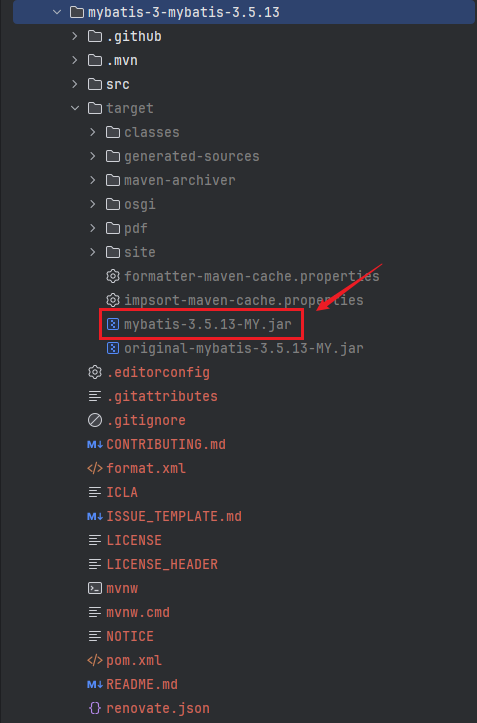 mybatis-3-mybatis-3.5.13
.github
.mvn
src
target
classes
generated-sources
maven-archiver
osgi
pdf
site
formatter-maven-cache.properties
impsort-maven-cache.properties
mybatis-3.5.13-MY.jar
original-mybatis-3.5.13-MY.jar
.editorconfig
.gitattributes
.gitignore
M↓ CONTRIBUTING.md
</> format.xml
ICLA
M↓ ISSUE_TEMPLATE.md
LICENSE
LICENSE_HEADER
mvnw
mvnw.cmd
NOTICE
</> pom.xml
M↓ README.md
{} renovate.json